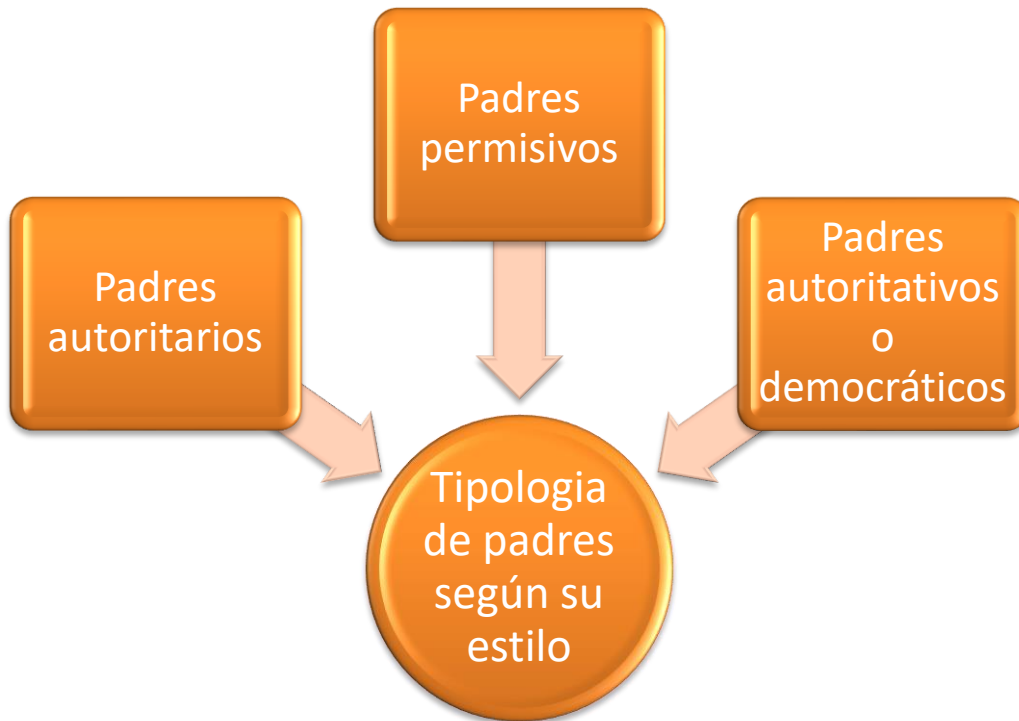 Padres
permisivos
Padres
autoritarios
Padres
autoritativos
o
democráticos
Tipologia
de padres
según su
estilo